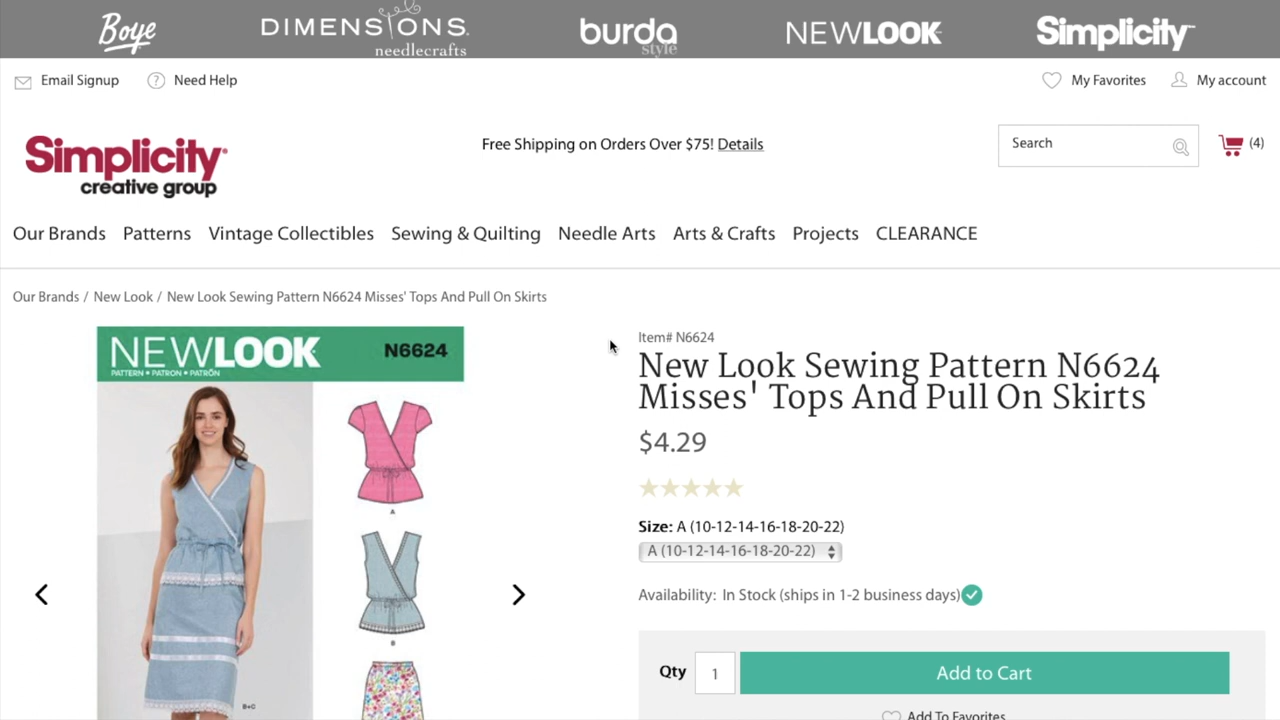 Boye
DIMENSIONS
needlecrafts
burda
style
NEWLOOK
Simplicity
Email Signup
Need Help
My Favorites
My account
Simplicity
creative group
Free Shipping on Orders Over $75! Details
Search
(4)
Our Brands Patterns Vintage Collectibles Sewing & Quilting Needle Arts Arts & Crafts Projects CLEARANCE
Our Brands / New Look / New Look Sewing Pattern N6624 Misses' Tops And Pull On Skirts
NEWLOOK
N6624
PATTERN • PATRON • PATRÓN
A
B
B+C
Item# N6624
New Look Sewing Pattern N6624
Misses' Tops And Pull On Skirts
$4.29
Size: A (10-12-14-16-18-20-22)
A (10-12-14-16-18-20-22)
Availability: In Stock (ships in 1-2 business days)
Qty 1 Add to Cart
Add To Favorites